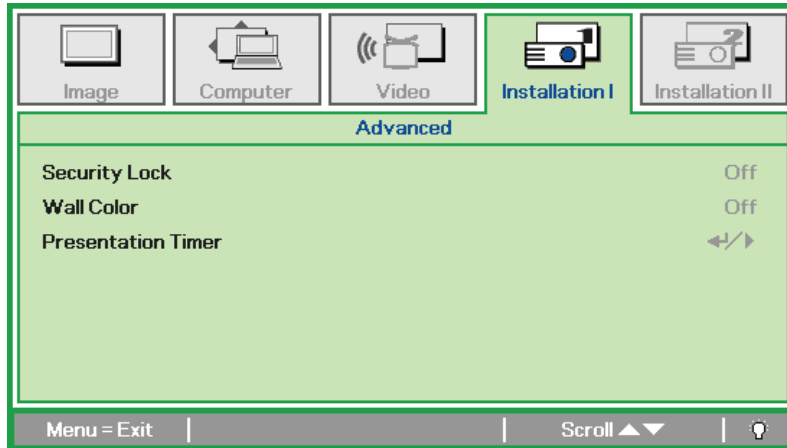 Image Computer Video Installation I Installation II
Advanced
Security Lock Off
Wall Color Off
Presentation Timer
Menu = Exit Scroll